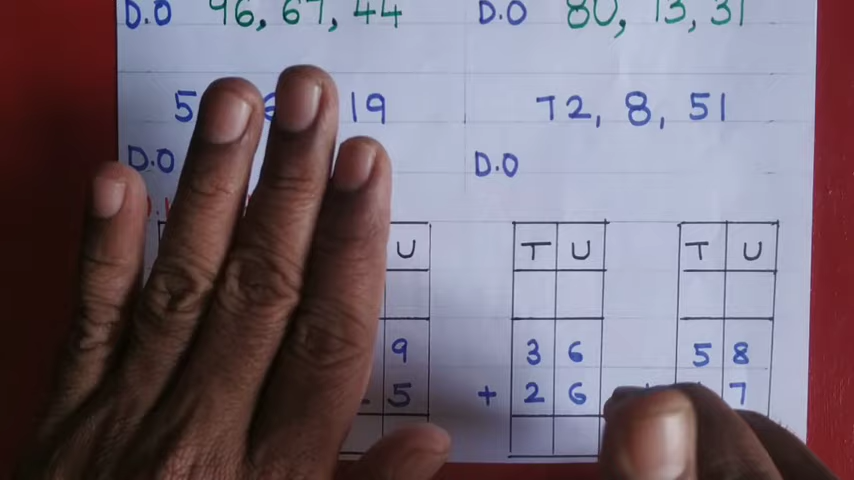 D.O 96, 67, 44
D.O 80, 13, 31
5 19
72, 8, 51
D.O
D.O
U
T U
T U
9
3 6
5 8
5
+ 2 6
7